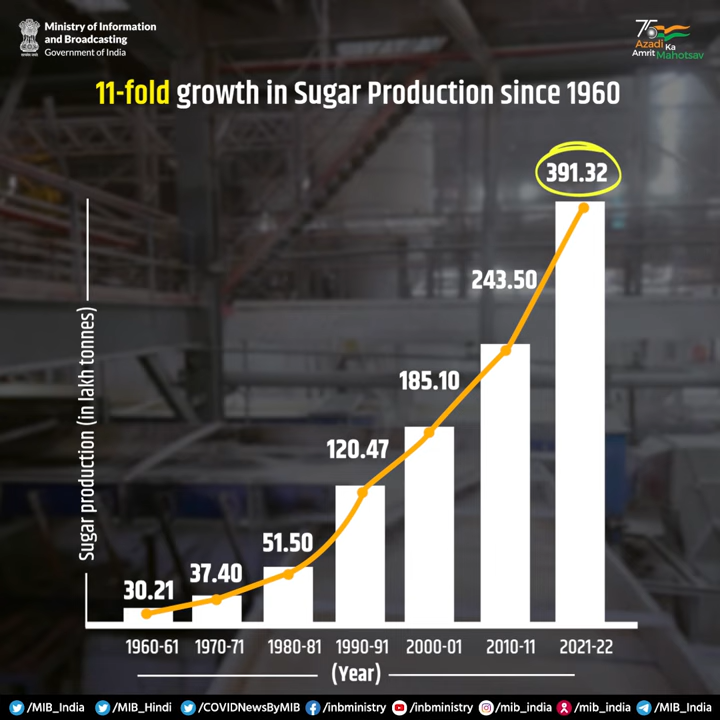 Ministry of Information
and Broadcasting
Government of India
75
Azadi Ka
Amrit Mahotsav
11-fold growth in Sugar Production since 1960
391.32
243.50
185.10
120.47
51.50
37.40
30.21
Sugar production (in lakh tonnes)
1960-61 1970-71 1980-81 1990-91 2000-01 2010-11 2021-22
(Year)
/MIB_India /MIB_Hindi /COVIDNewsByMIB /inbministry /inbministry /mib_india /mib_india /MIB_India